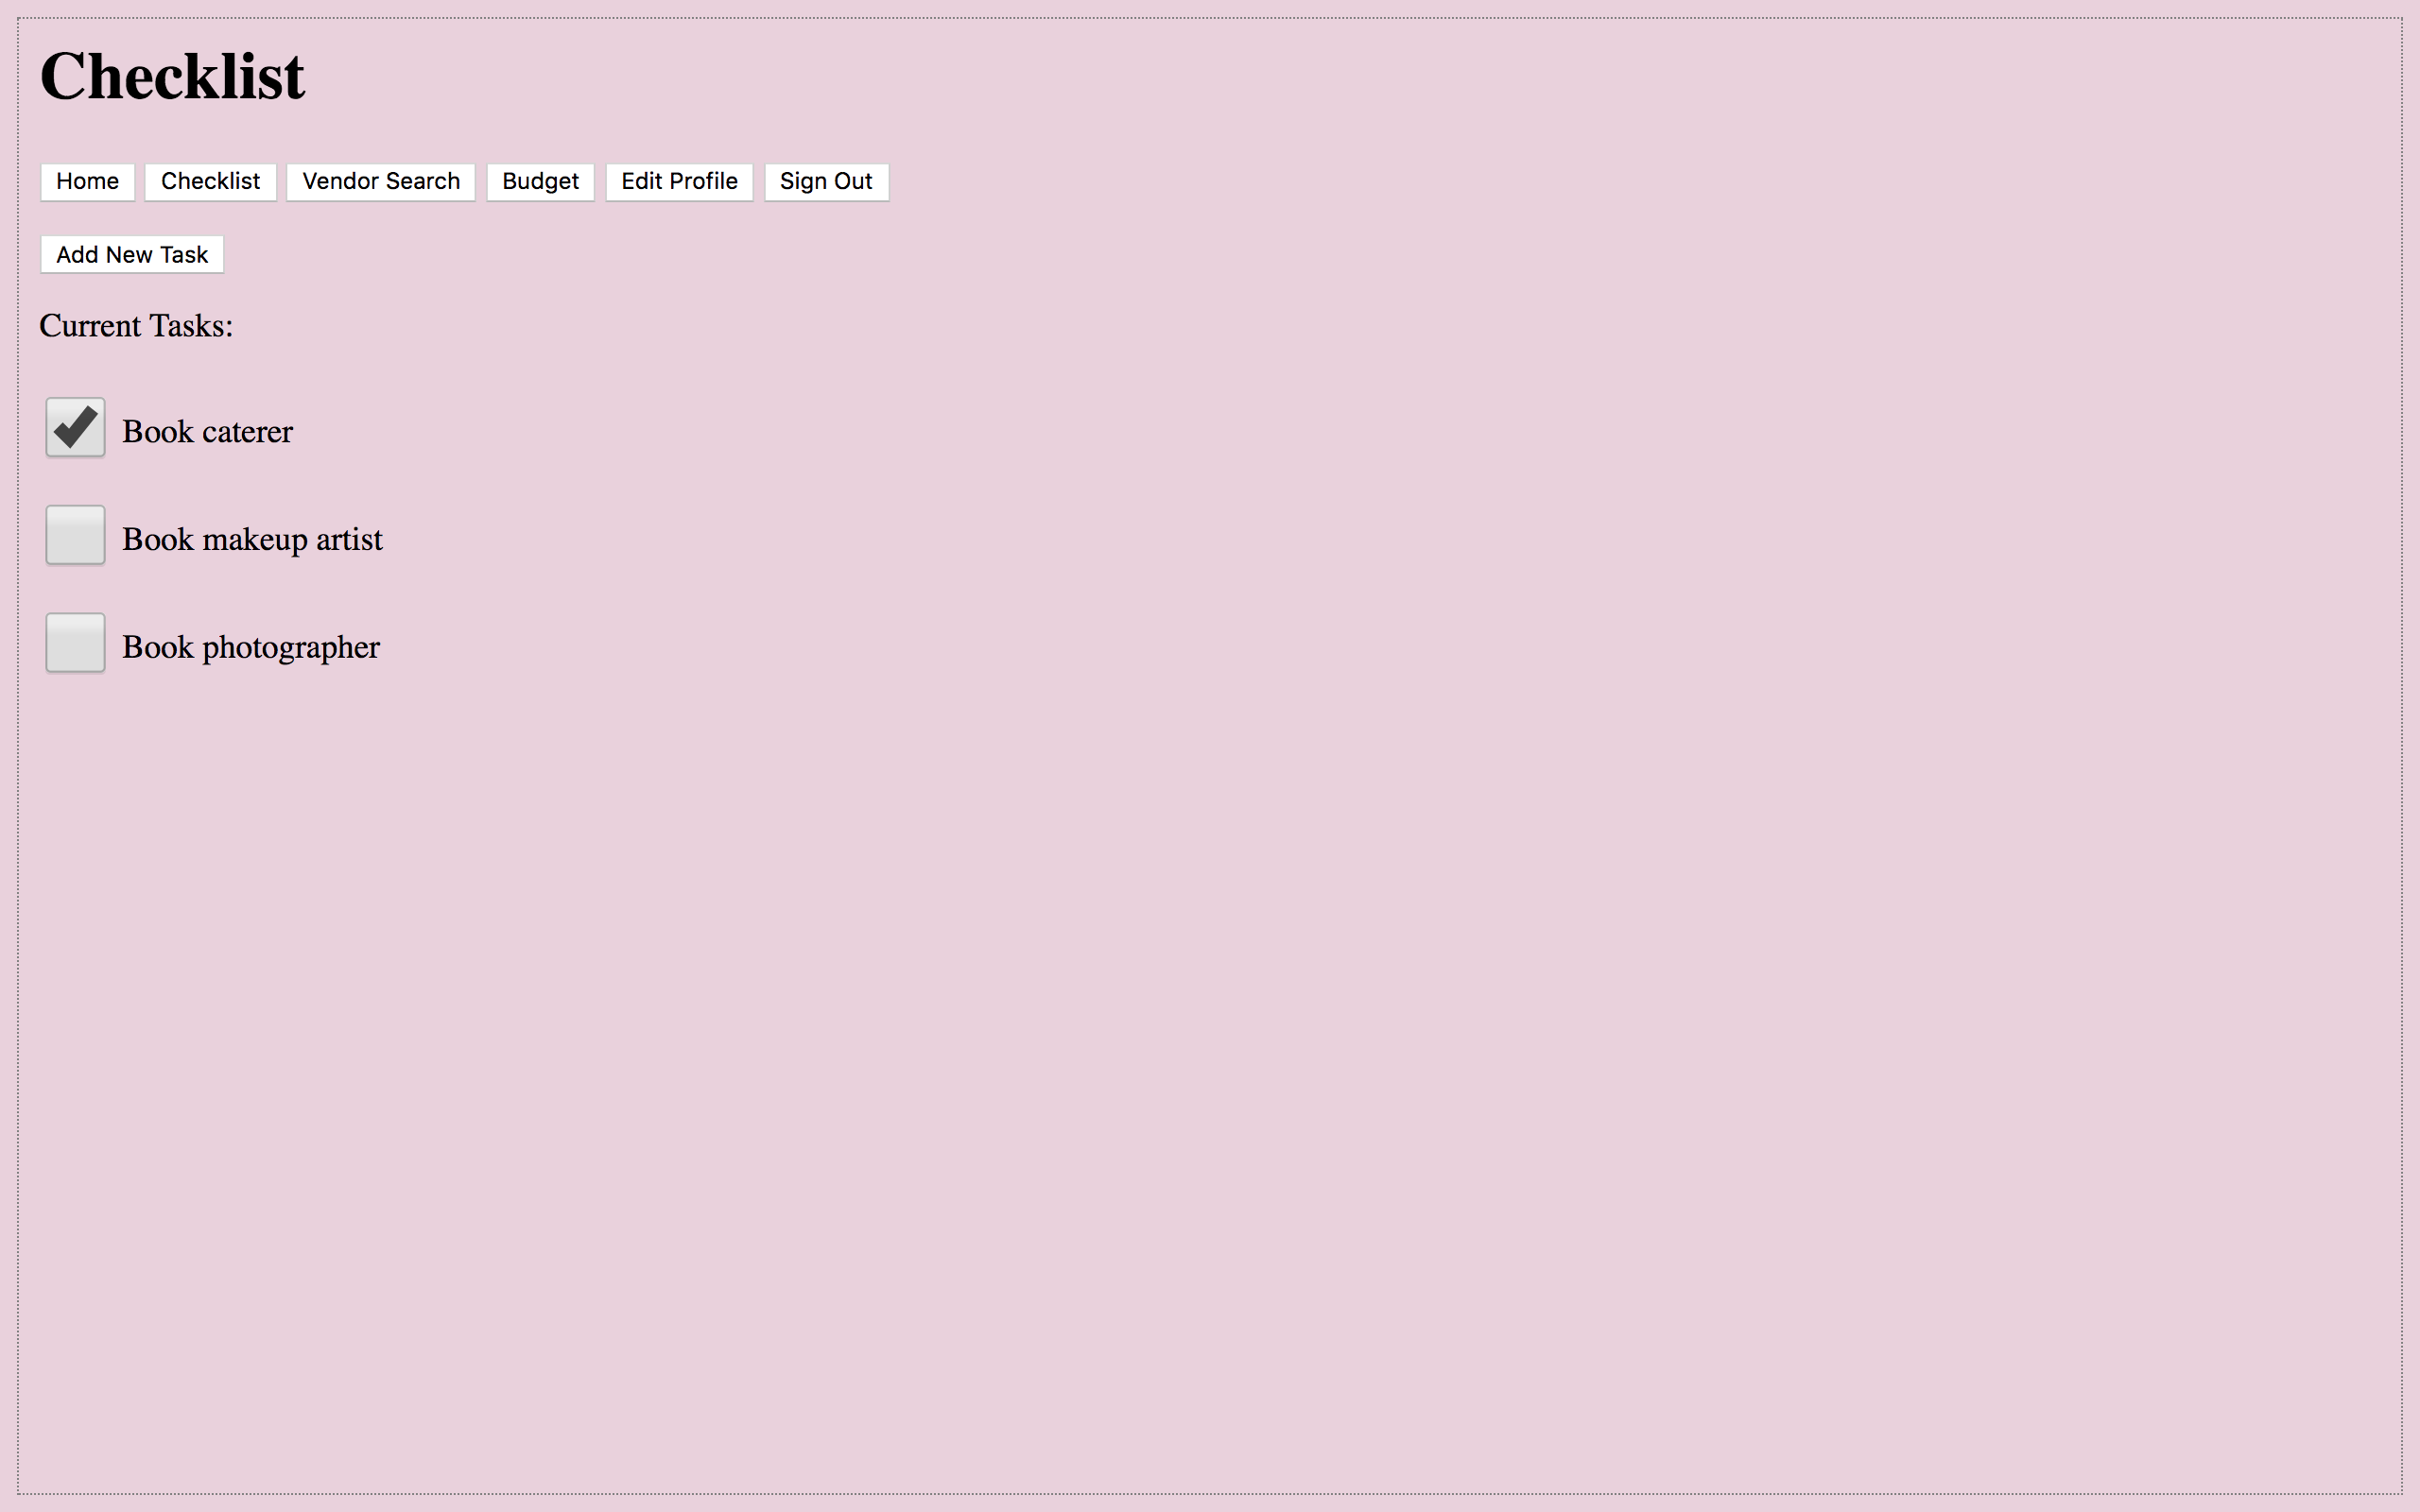 Checklist
Home Checklist Vendor Search Budget Edit Profile Sign Out
Add New Task
Current Tasks:
Book caterer
Book makeup artist
Book photographer